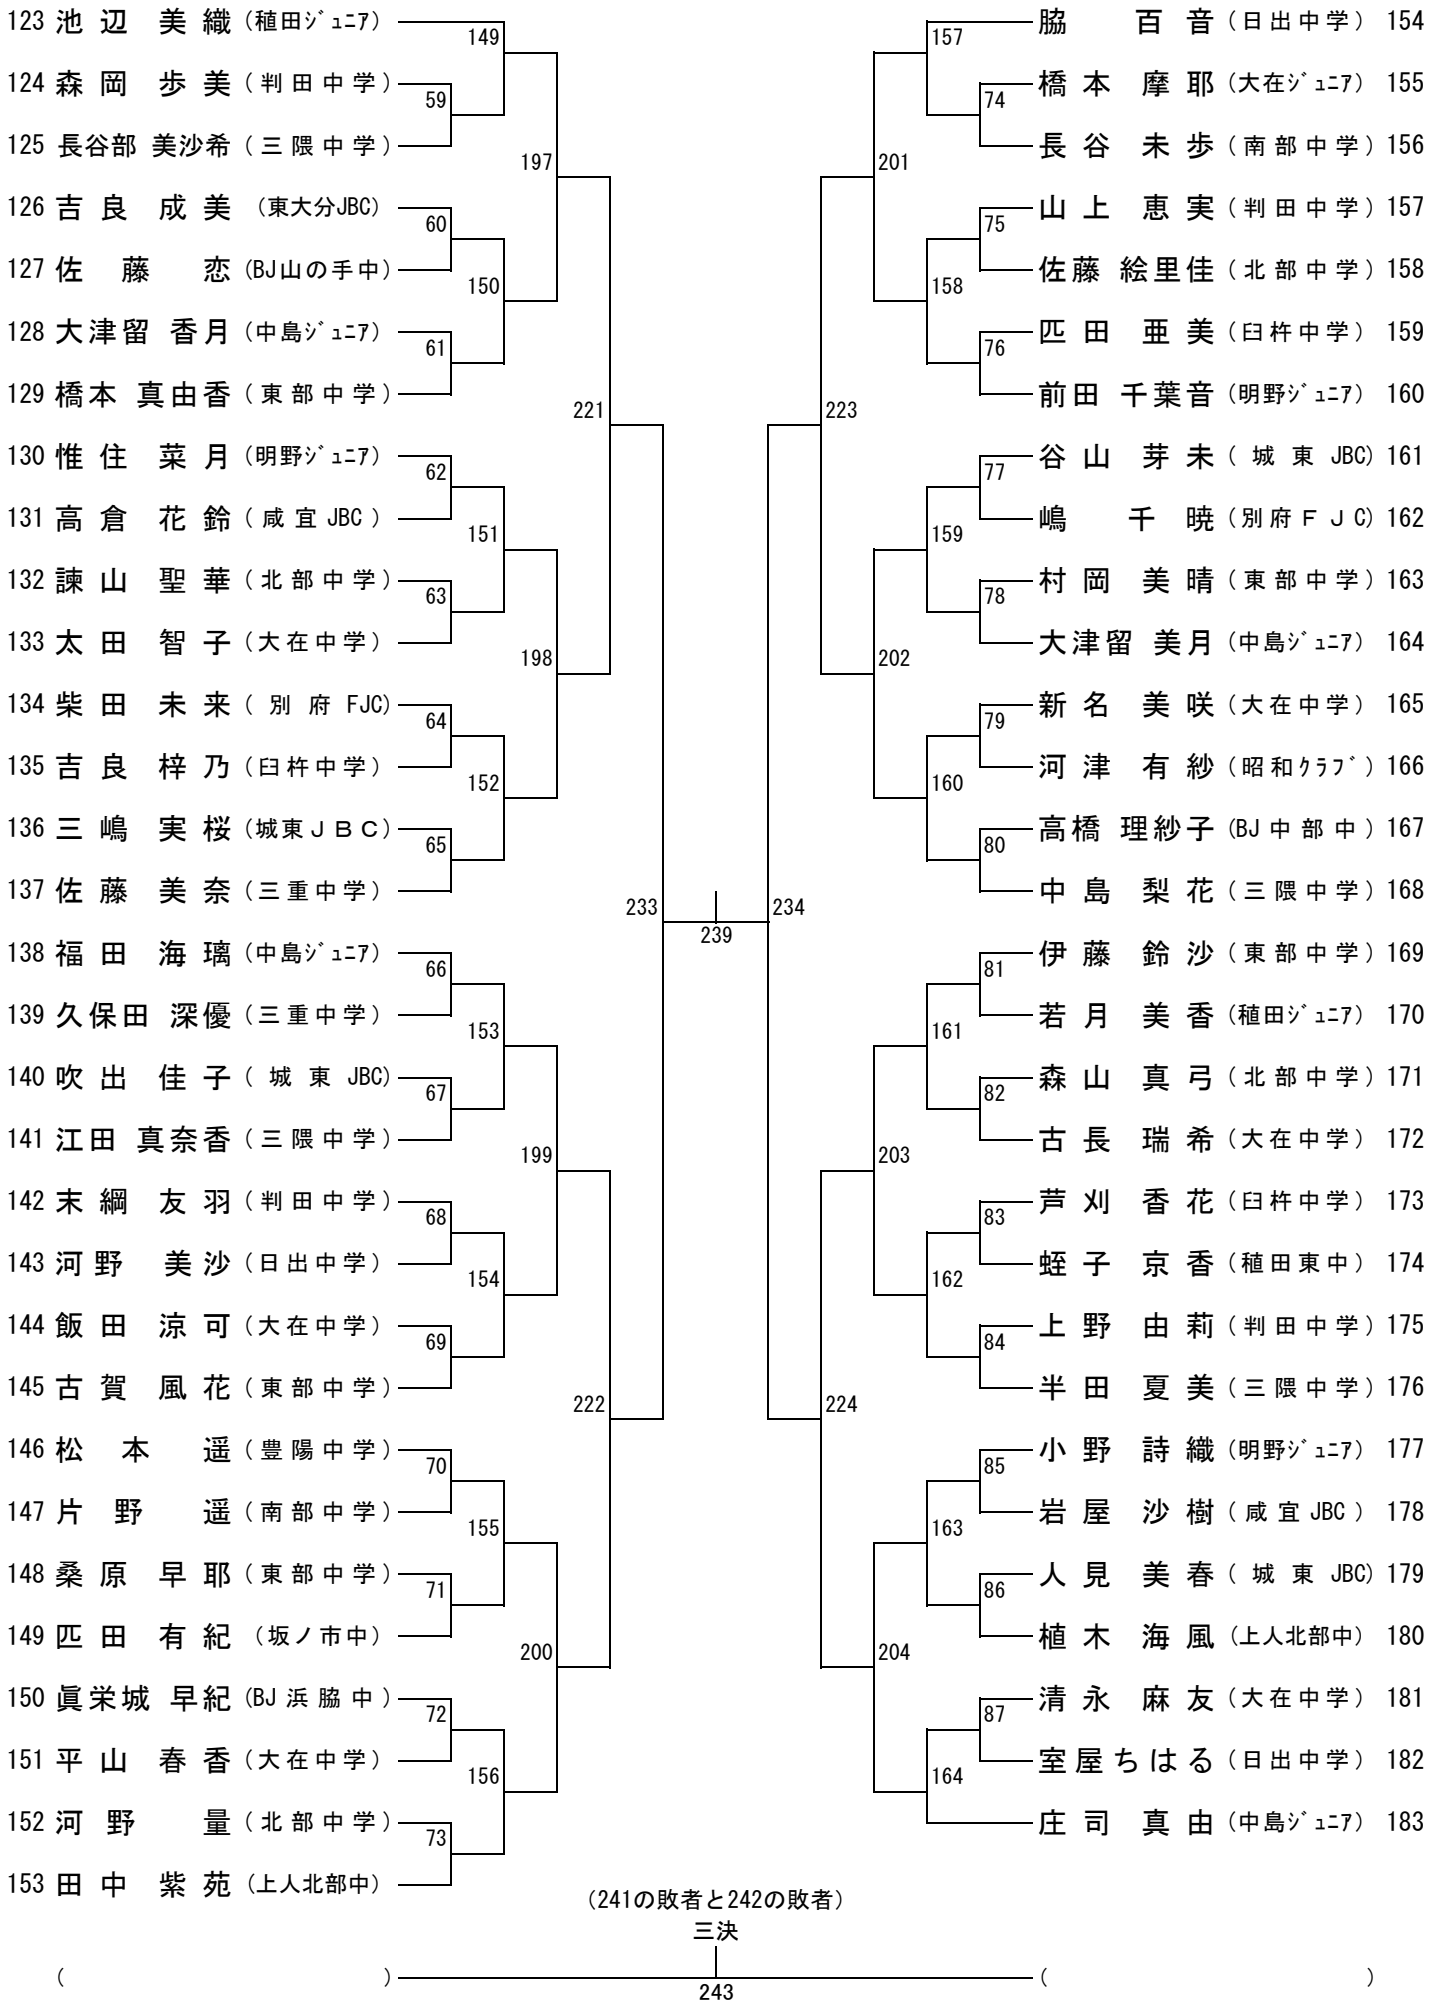 123 池辺 美織 (稙田ｼﾞｭﾆｱ)
124 森岡 歩美 (判田中学)
125 長谷部 美沙希 (三隈中学)
126 吉良 成美 (東大分JBC)
127 佐藤 恋 (BJ山の手中)
128 大津留 香月 (中島ｼﾞｭﾆｱ)
129 橋本 真由香 (東部中学)
130 惟住 菜月 (明野ｼﾞｭﾆｱ)
131 高倉 花鈴 (咸宜JBC)
132 諫山 聖華 (北部中学)
133 太田 智子 (大在中学)
134 柴田 未来 (別府 FJC)
135 吉良 梓乃 (臼杵中学)
136 三嶋 実桜 (城東ＪＢＣ)
137 佐藤 美奈 (三重中学)
138 福田 海璃 (中島ｼﾞｭﾆｱ)
139 久保田 深優 (三重中学)
140 吹出 佳子 (城東 JBC)
141 江田 真奈香 (三隈中学)
142 末綱 友羽 (判田中学)
143 河野 美沙 (日出中学)
144 飯田 涼可 (大在中学)
145 古賀 風花 (東部中学)
146 松本 遥 (豊陽中学)
147 片野 遥 (南部中学)
148 桑原 早耶 (東部中学)
149 匹田 有紀 (坂ノ市中)
150 眞栄城 早紀 (BJ浜脇中)
151 平山 春香 (大在中学)
152 河野 量 (北部中学)
153 田中 紫苑 (上人北部中)
59
60
61
62
63
64
65
66
67
68
69
70
71
72
73
149
150
151
152
153
154
155
156
197
198
199
200
221
222
233
239
234
223
224
201
202
203
204
157
158
159
160
161
162
163
164
74
75
76
77
78
79
80
81
82
83
84
85
86
87
脇 百音 (日出中学) 154
橋本 摩耶 (大在ｼﾞｭﾆｱ) 155
長谷 未歩 (南部中学) 156
山上 恵実 (判田中学) 157
佐藤 絵里佳 (北部中学) 158
匹田 亜美 (臼杵中学) 159
前田 千葉音 (明野ｼﾞｭﾆｱ) 160
谷山 芽未 (城東 JBC) 161
嶋 千暁 (別府ＦＪC) 162
村岡 美晴 (東部中学) 163
大津留 美月 (中島ｼﾞｭﾆｱ) 164
新名 美咲 (大在中学) 165
河津 有紗 (昭和ｸﾗﾌﾞ) 166
高橋 理紗子 (BJ中部中) 167
中島 梨花 (三隈中学) 168
伊藤 鈴沙 (東部中学) 169
若月 美香 (稙田ｼﾞｭﾆｱ) 170
森山 真弓 (北部中学) 171
古長 瑞希 (大在中学) 172
芦刈 香花 (臼杵中学) 173
蛭子 京香 (稙田東中) 174
上野 由莉 (判田中学) 175
半田 夏美 (三隈中学) 176
小野 詩織 (明野ｼﾞｭﾆｱ) 177
岩屋 沙樹 (咸宜JBC) 178
人見 美春 (城東 JBC) 179
植木 海風 (上人北部中) 180
清永 麻友 (大在中学) 181
室屋ちはる (日出中学) 182
庄司 真由 (中島ｼﾞｭﾆｱ) 183
(241の敗者と242の敗者)
三決
( ) ( )
243